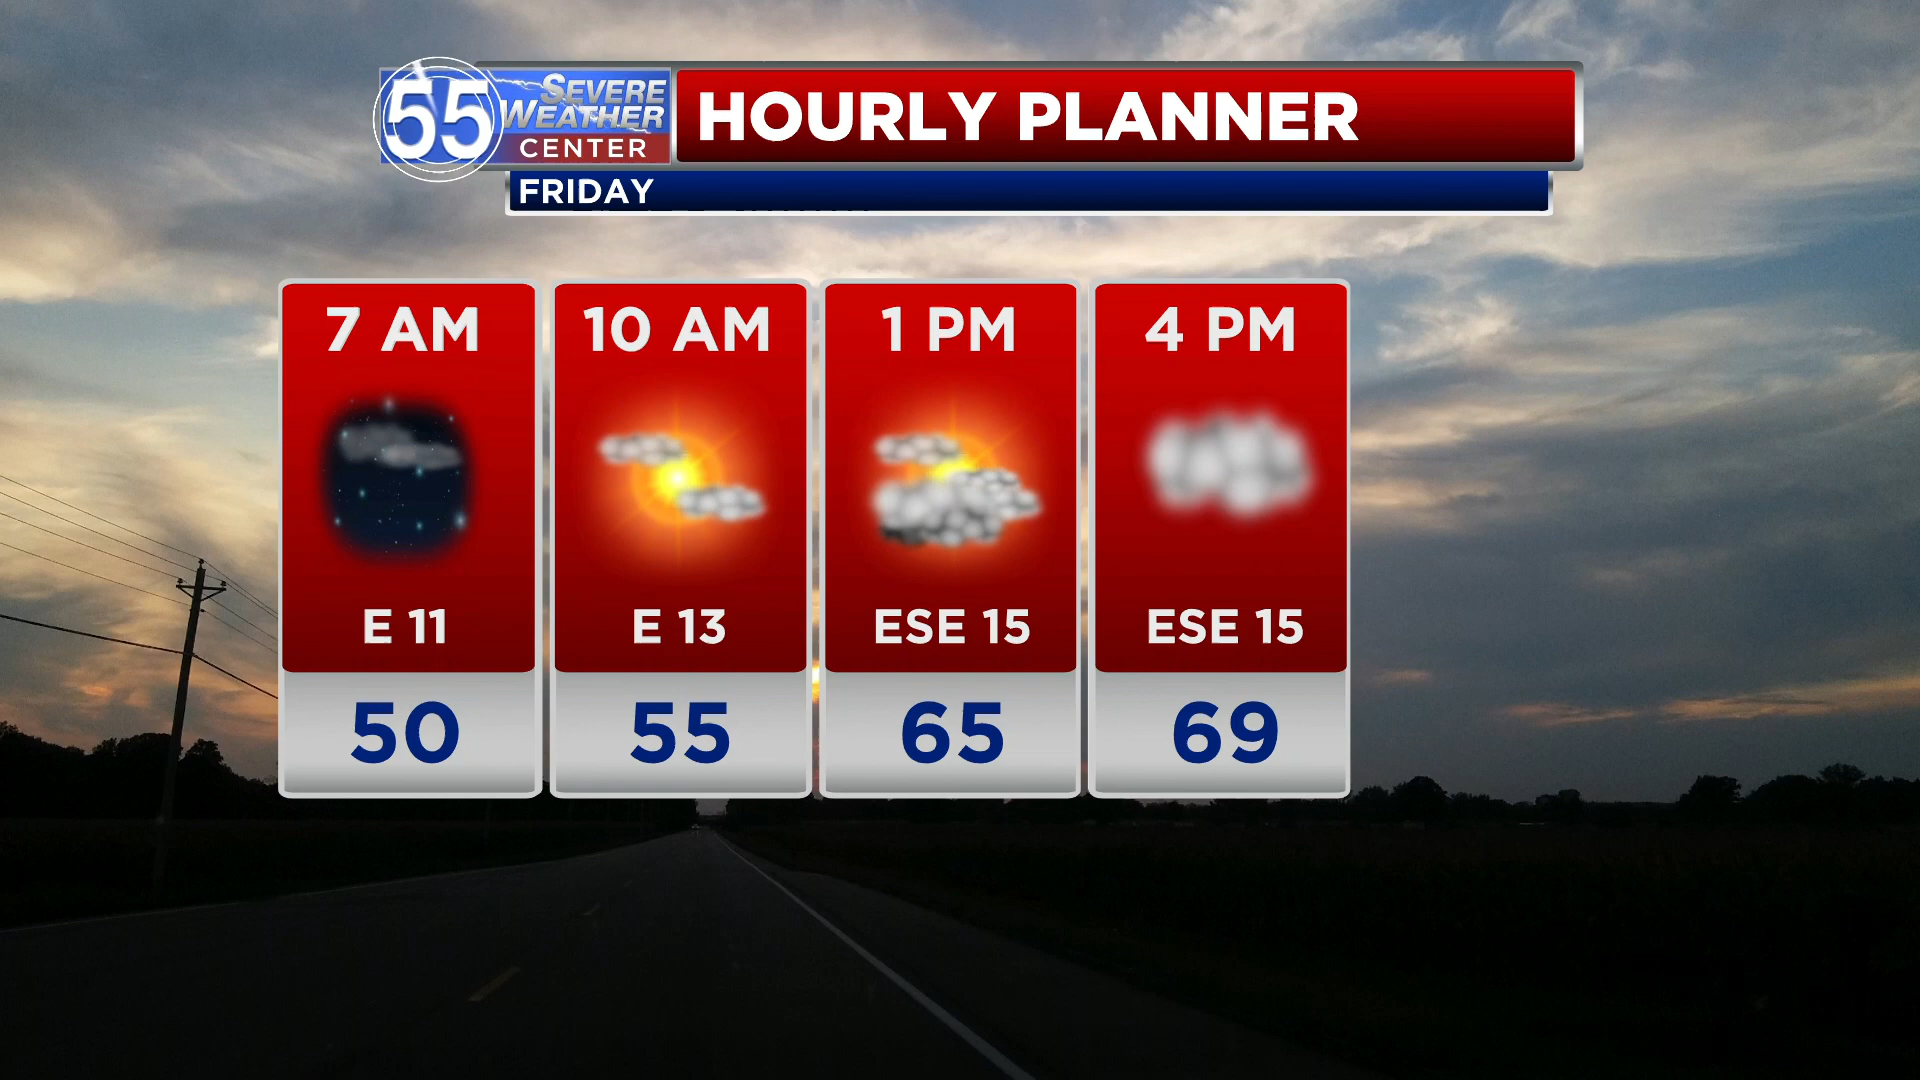 55 SEVERE WEATHER CENTER
HOURLY PLANNER
FRIDAY
7 AM
10 AM
1 PM
4 PM
E 11
E 13
ESE 15
ESE 15
50
55
65
69